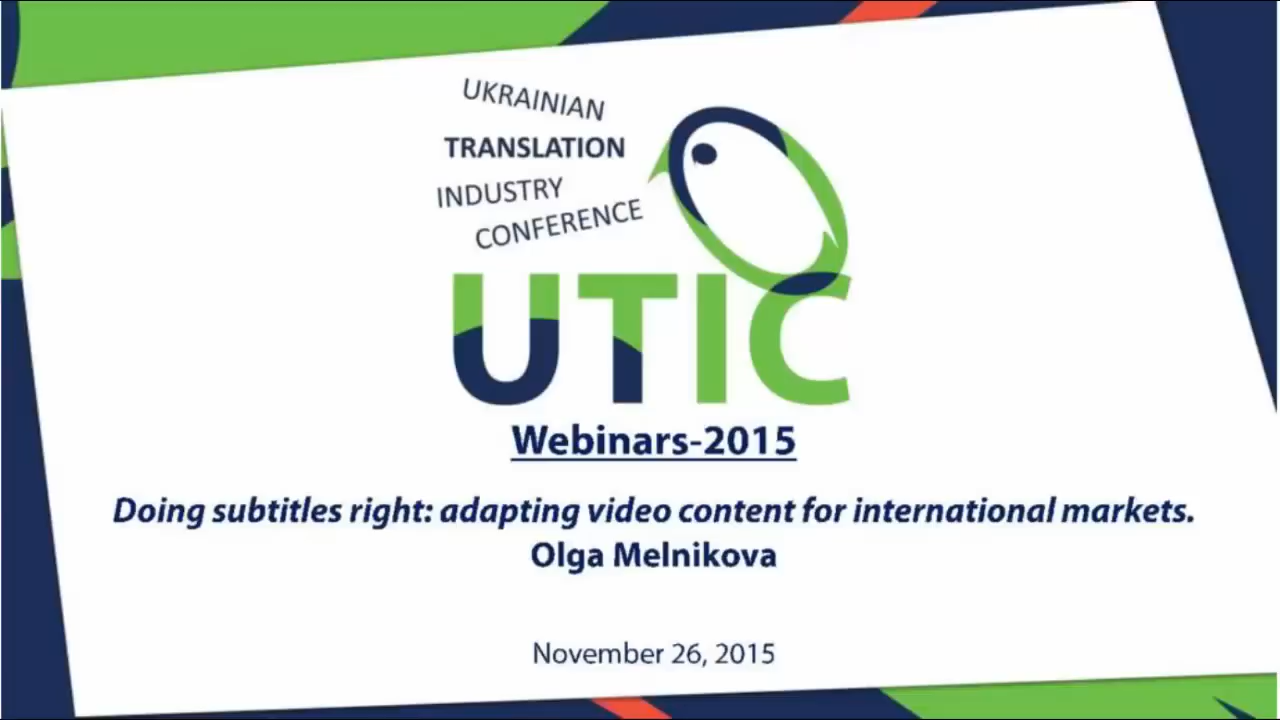 UKRAINIAN
TRANSLATION
INDUSTRY
CONFERENCE
UTIC
Webinars-2015
Doing subtitles right: adapting video content for international markets.
Olga Melnikova
November 26, 2015